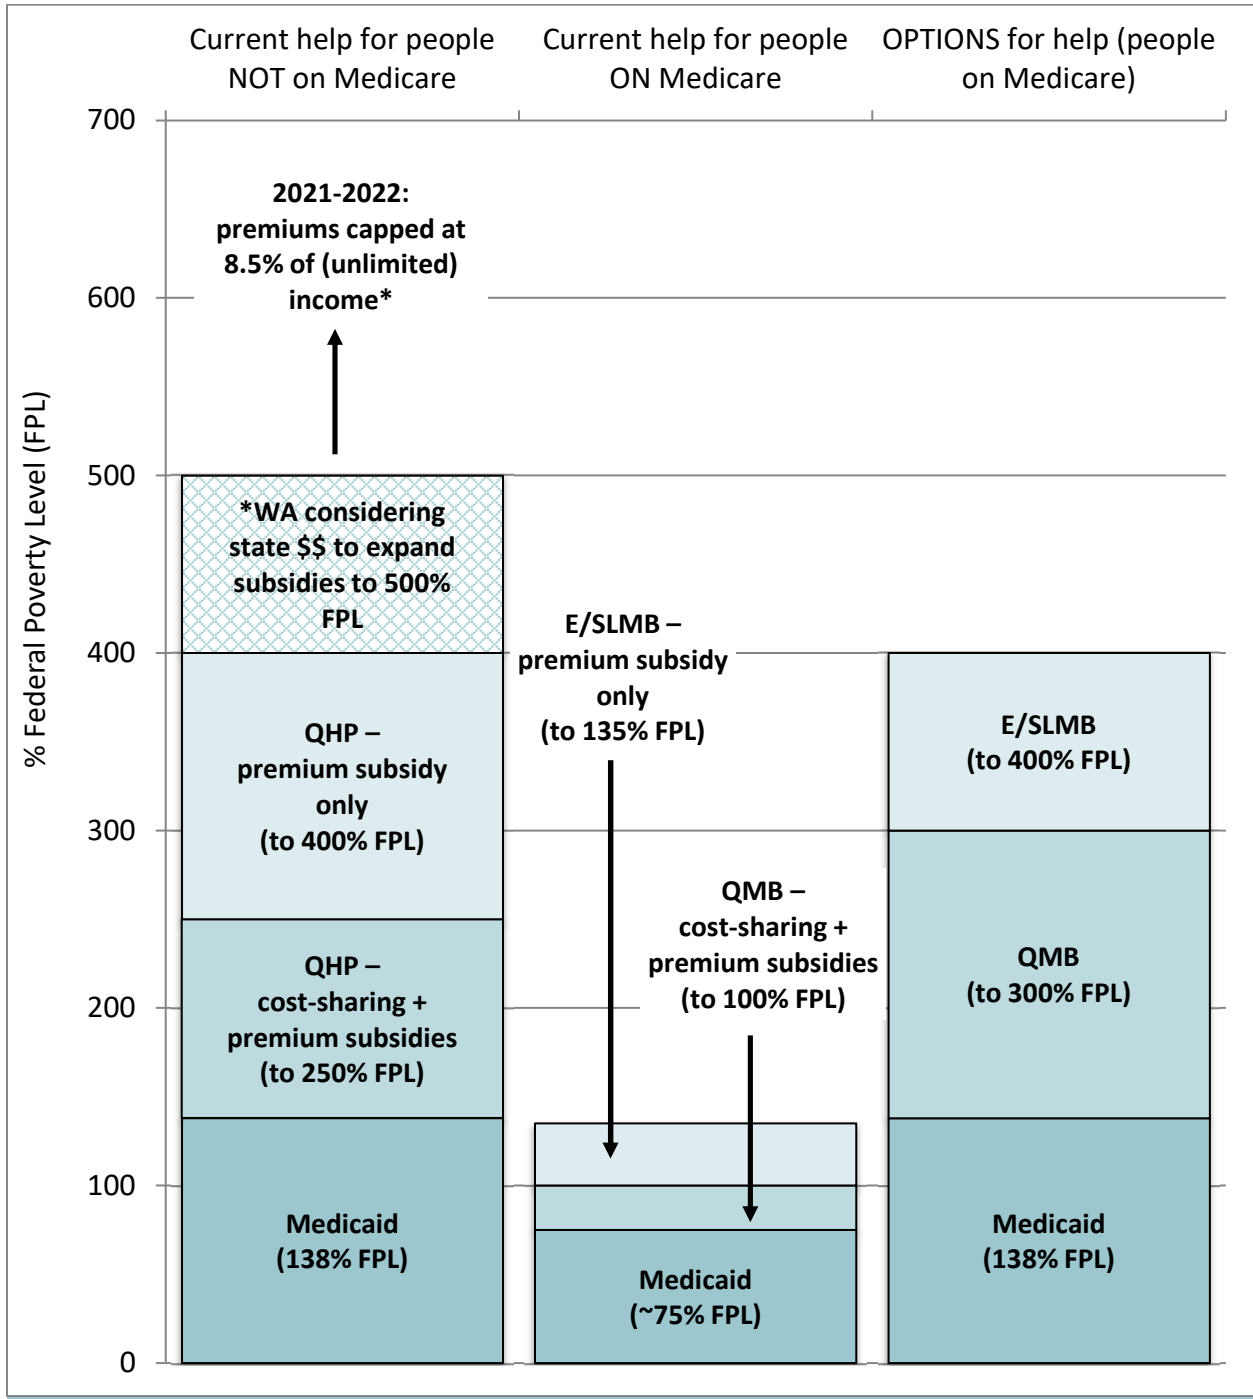 Current help for people
NOT on Medicare
Current help for people
ON Medicare
OPTIONS for help (people
on Medicare)
% Federal Poverty Level (FPL)
700
600
500
400
300
200
100
0
2021-2022:
premiums capped at
8.5% of (unlimited)
income*
*WA considering
state $$ to expand
subsidies to 500%
FPL
QHP –
premium subsidy
only
(to 400% FPL)
QHP –
cost-sharing +
premium subsidies
(to 250% FPL)
Medicaid
(138% FPL)
E/SLMB –
premium subsidy
only
(to 135% FPL)
QMB –
cost-sharing +
premium subsidies
(to 100% FPL)
Medicaid
(~75% FPL)
E/SLMB
(to 400% FPL)
QMB
(to 300% FPL)
Medicaid
(138% FPL)